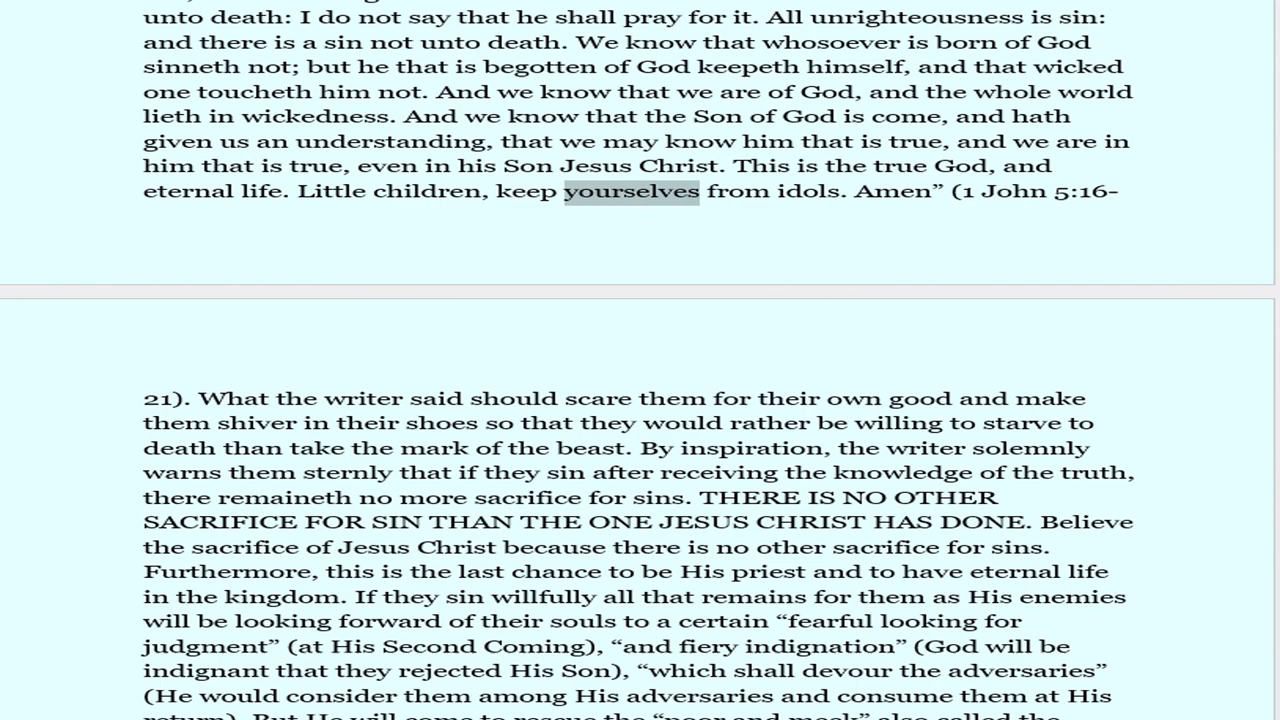 unto death: I do not say that he shall pray for it. All unrighteousness is sin:
and there is a sin not unto death. We know that whosoever is born of God
sinneth not; but he that is begotten of God keepeth himself, and that wicked
one toucheth him not. And we know that we are of God, and the whole world
lieth in wickedness. And we know that the Son of God is come, and hath
given us an understanding, that we may know him that is true, and we are in
him that is true, even in his Son Jesus Christ. This is the true God, and
eternal life. Little children, keep yourselves from idols. Amen” (1 John 5:16-
21). What the writer said should scare them for their own good and make
them shiver in their shoes so that they would rather be willing to starve to
death than take the mark of the beast. By inspiration, the writer solemnly
warns them sternly that if they sin after receiving the knowledge of the truth,
there remaineth no more sacrifice for sins. THERE IS NO OTHER
SACRIFICE FOR SIN THAN THE ONE JESUS CHRIST HAS DONE. Believe
the sacrifice of Jesus Christ because there is no other sacrifice for sins.
Furthermore, this is the last chance to be His priest and to have eternal life
in the kingdom. If they sin willfully all that remains for them as His enemies
will be looking forward of their souls to a certain “fearful looking for
judgment” (at His Second Coming), “and fiery indignation” (God will be
indignant that they rejected His Son), “which shall devour the adversaries”
(He would consider them among His adversaries and consume them at His
return). But He will come to rescue the “poor and meek” also called the